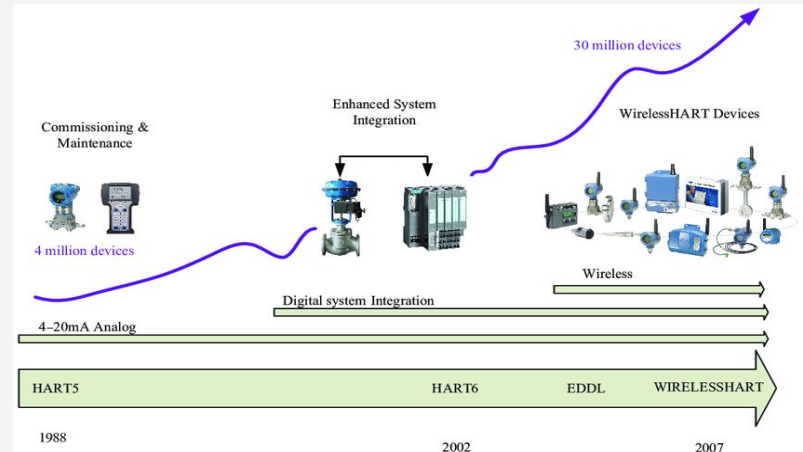 30 million devices
Enhanced System
Integration
WirelessHART Devices
Commissioning &
Maintenance
4 million devices
Wireless
Digital system Integration
4–20mA Analog
HART5
HART6
EDDL
WIRELESSHART
1988
2002
2007